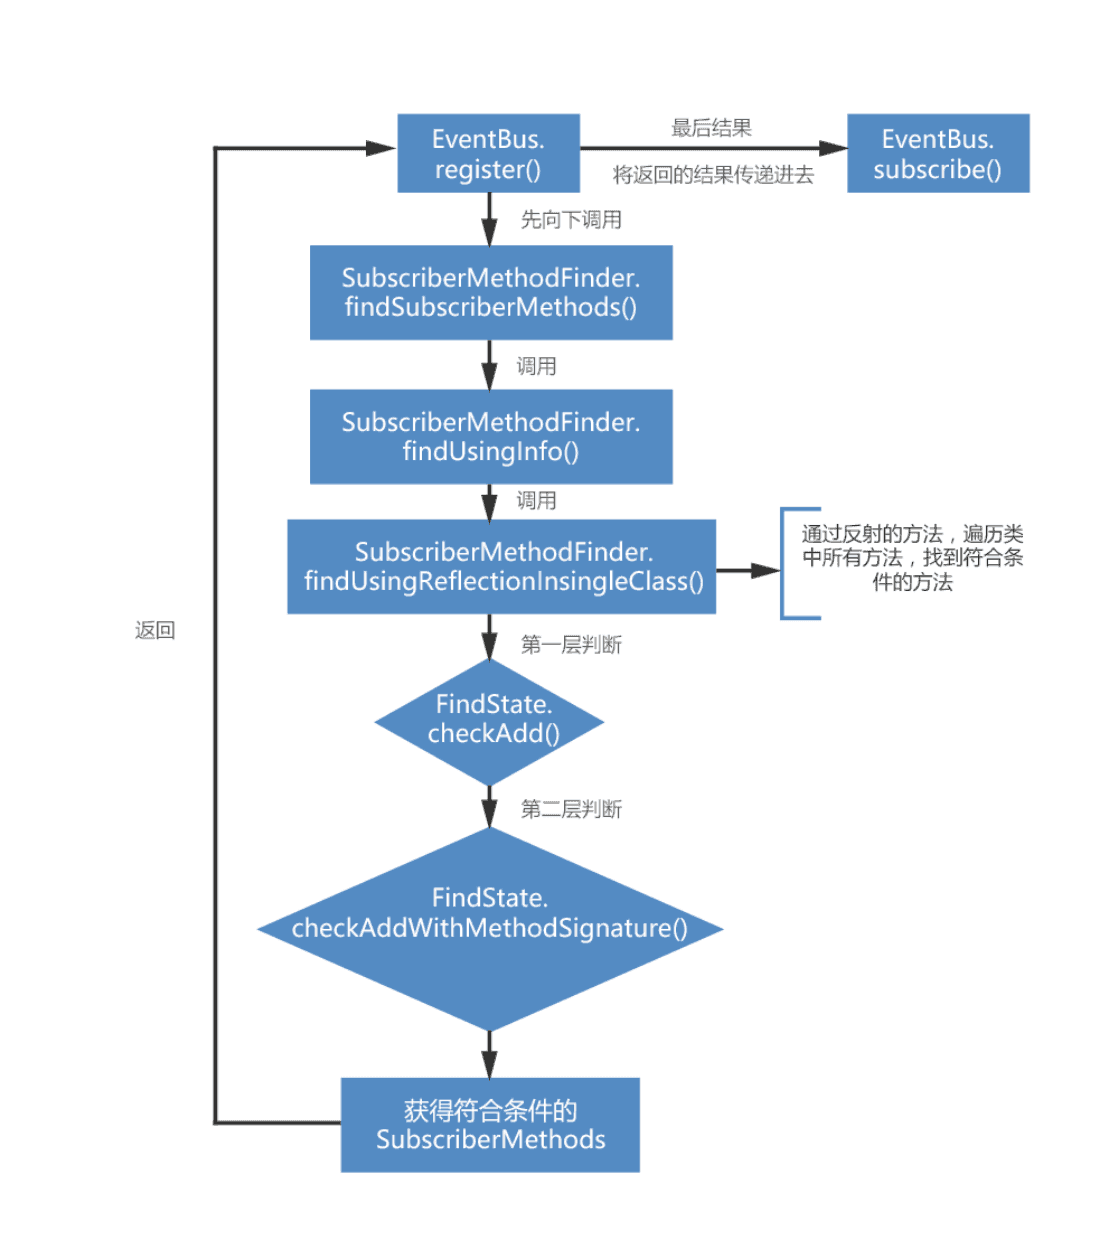 EventBus.
register()
最后结果
将返回的结果传递进去
EventBus.
subscribe()
先向下调用
SubscriberMethodFinder.
findSubscriberMethods()
调用
SubscriberMethodFinder.
findUsingInfo()
调用
SubscriberMethodFinder.
findUsingReflectionInsingleClass()
通过反射的方法，遍历类
中所有方法，找到符合条
件的方法
返回
第一层判断
FindState.
checkAdd()
第二层判断
FindState.
checkAddWithMethodSignature()
获得符合条件的
SubscriberMethods